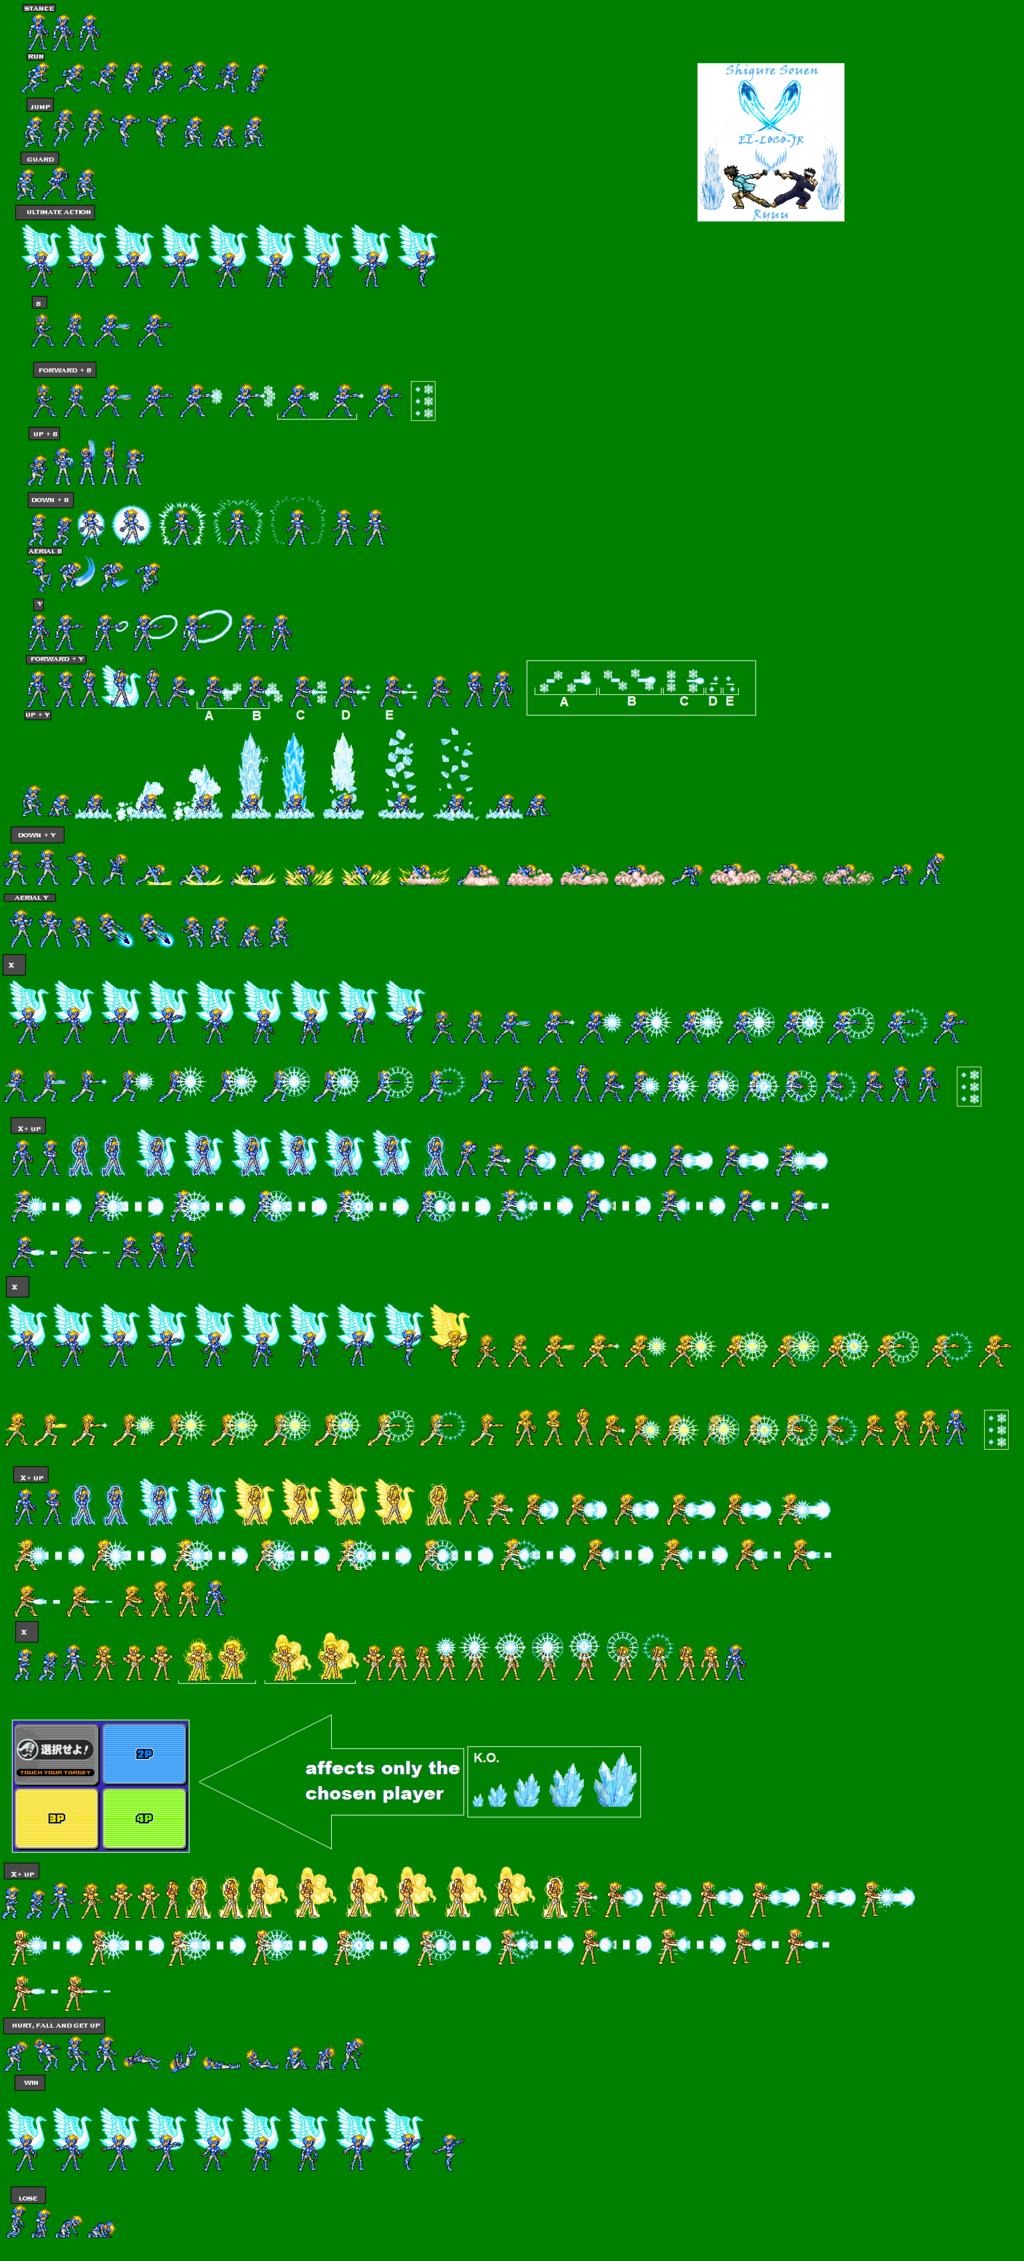 STANCE
RUN
Shigure Souen
JUMP
EL-LOCO-JR
GUARD
Ryuu
ULTIMATE ACTION
B
FORWARD + B
UP + B
DOWN + B
AERIAL B
Y
FORWARD + Y
A B C D E
A B C D E
UP + Y
DOWN + Y
AERIAL Y
X
X + UP
X
X + UP
X
選択せよ!
TOUCH YOUR TARGET
2P
3P
4P
affects only the
chosen player
K.O.
X + UP
HURT, FALL AND GET UP
WIN
LOSE